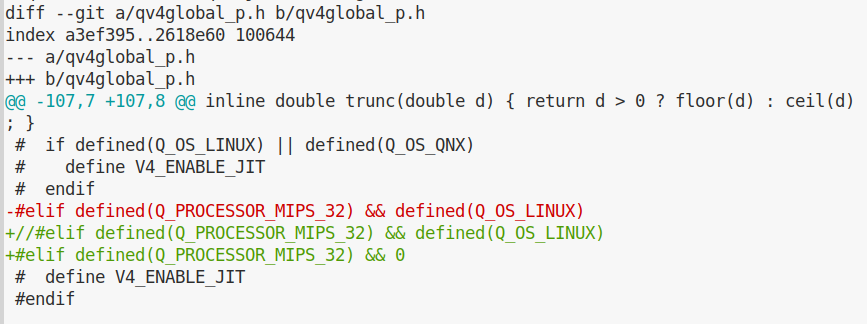 diff --git a/qv4global_p.h b/qv4global_p.h
index a3ef395..2618e60 100644
--- a/qv4global_p.h
+++ b/qv4global_p.h
@@ -107,7 +107,8 @@ inline double trunc(double d) { return d > 0 ? floor(d) : ceil(d)
; }
 #  if defined(Q_OS_LINUX) || defined(Q_OS_QNX)
 #    define V4_ENABLE_JIT
 #  endif
-#elif defined(Q_PROCESSOR_MIPS_32) && defined(Q_OS_LINUX)
+//#elif defined(Q_PROCESSOR_MIPS_32) && defined(Q_OS_LINUX)
+#elif defined(Q_PROCESSOR_MIPS_32) && 0
 #  define V4_ENABLE_JIT
 #endif